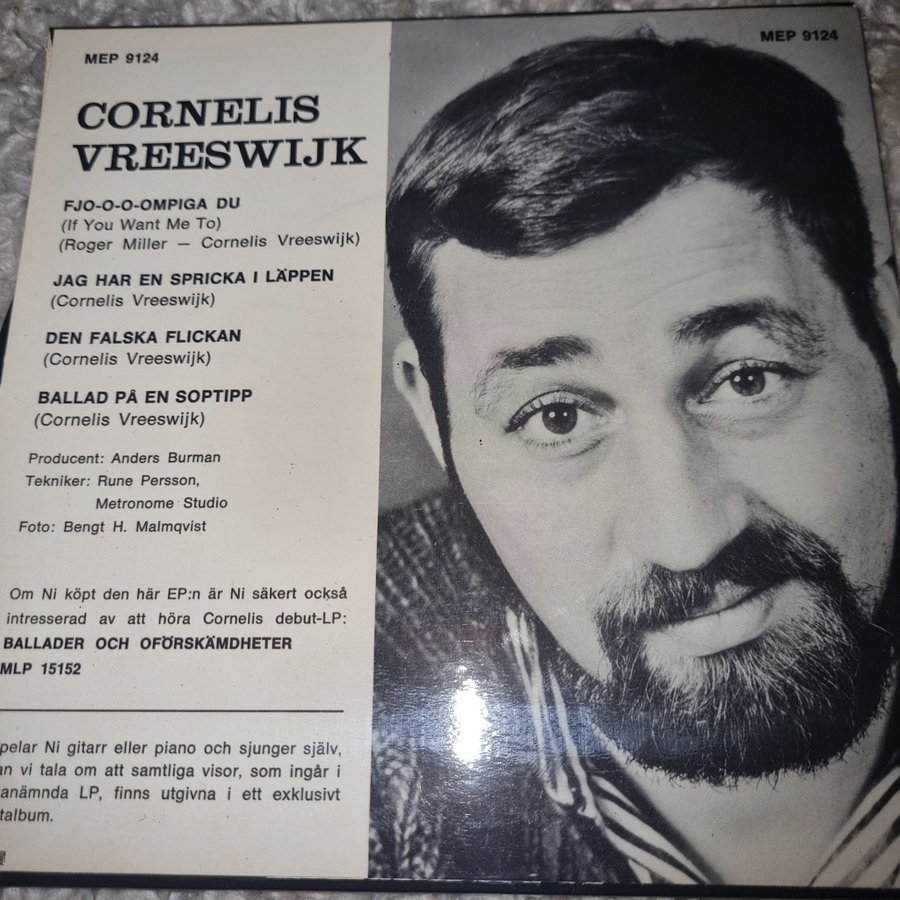 MEP 9124
MEP 9124
CORNELIS
VREESWIJK
FJO-O-O-OMPIGA DU
(If You Want Me To)
(Roger Miller — Cornelis Vreeswijk)
JAG HAR EN SPRICKA I LÄPPEN
(Cornelis Vreeswijk)
DEN FALSKA FLICKAN
(Cornelis Vreeswijk)
BALLAD PÅ EN SOPTIPP
(Cornelis Vreeswijk)
Producent: Anders Burman
Tekniker: Rune Persson,
Metronome Studio
Foto: Bengt H. Malmqvist
Om Ni köpt den här EP:n är Ni säkert också
intresserad av att höra Cornelis debut-LP:
BALLADER OCH OFÖRSKÄMDHETER
MLP 15152
pelar Ni gitarr eller piano och sjunger själv,
an vi tala om att samtliga visor, som ingår i
anämnda LP, finns utgivna i ett exklusivt
talbum.